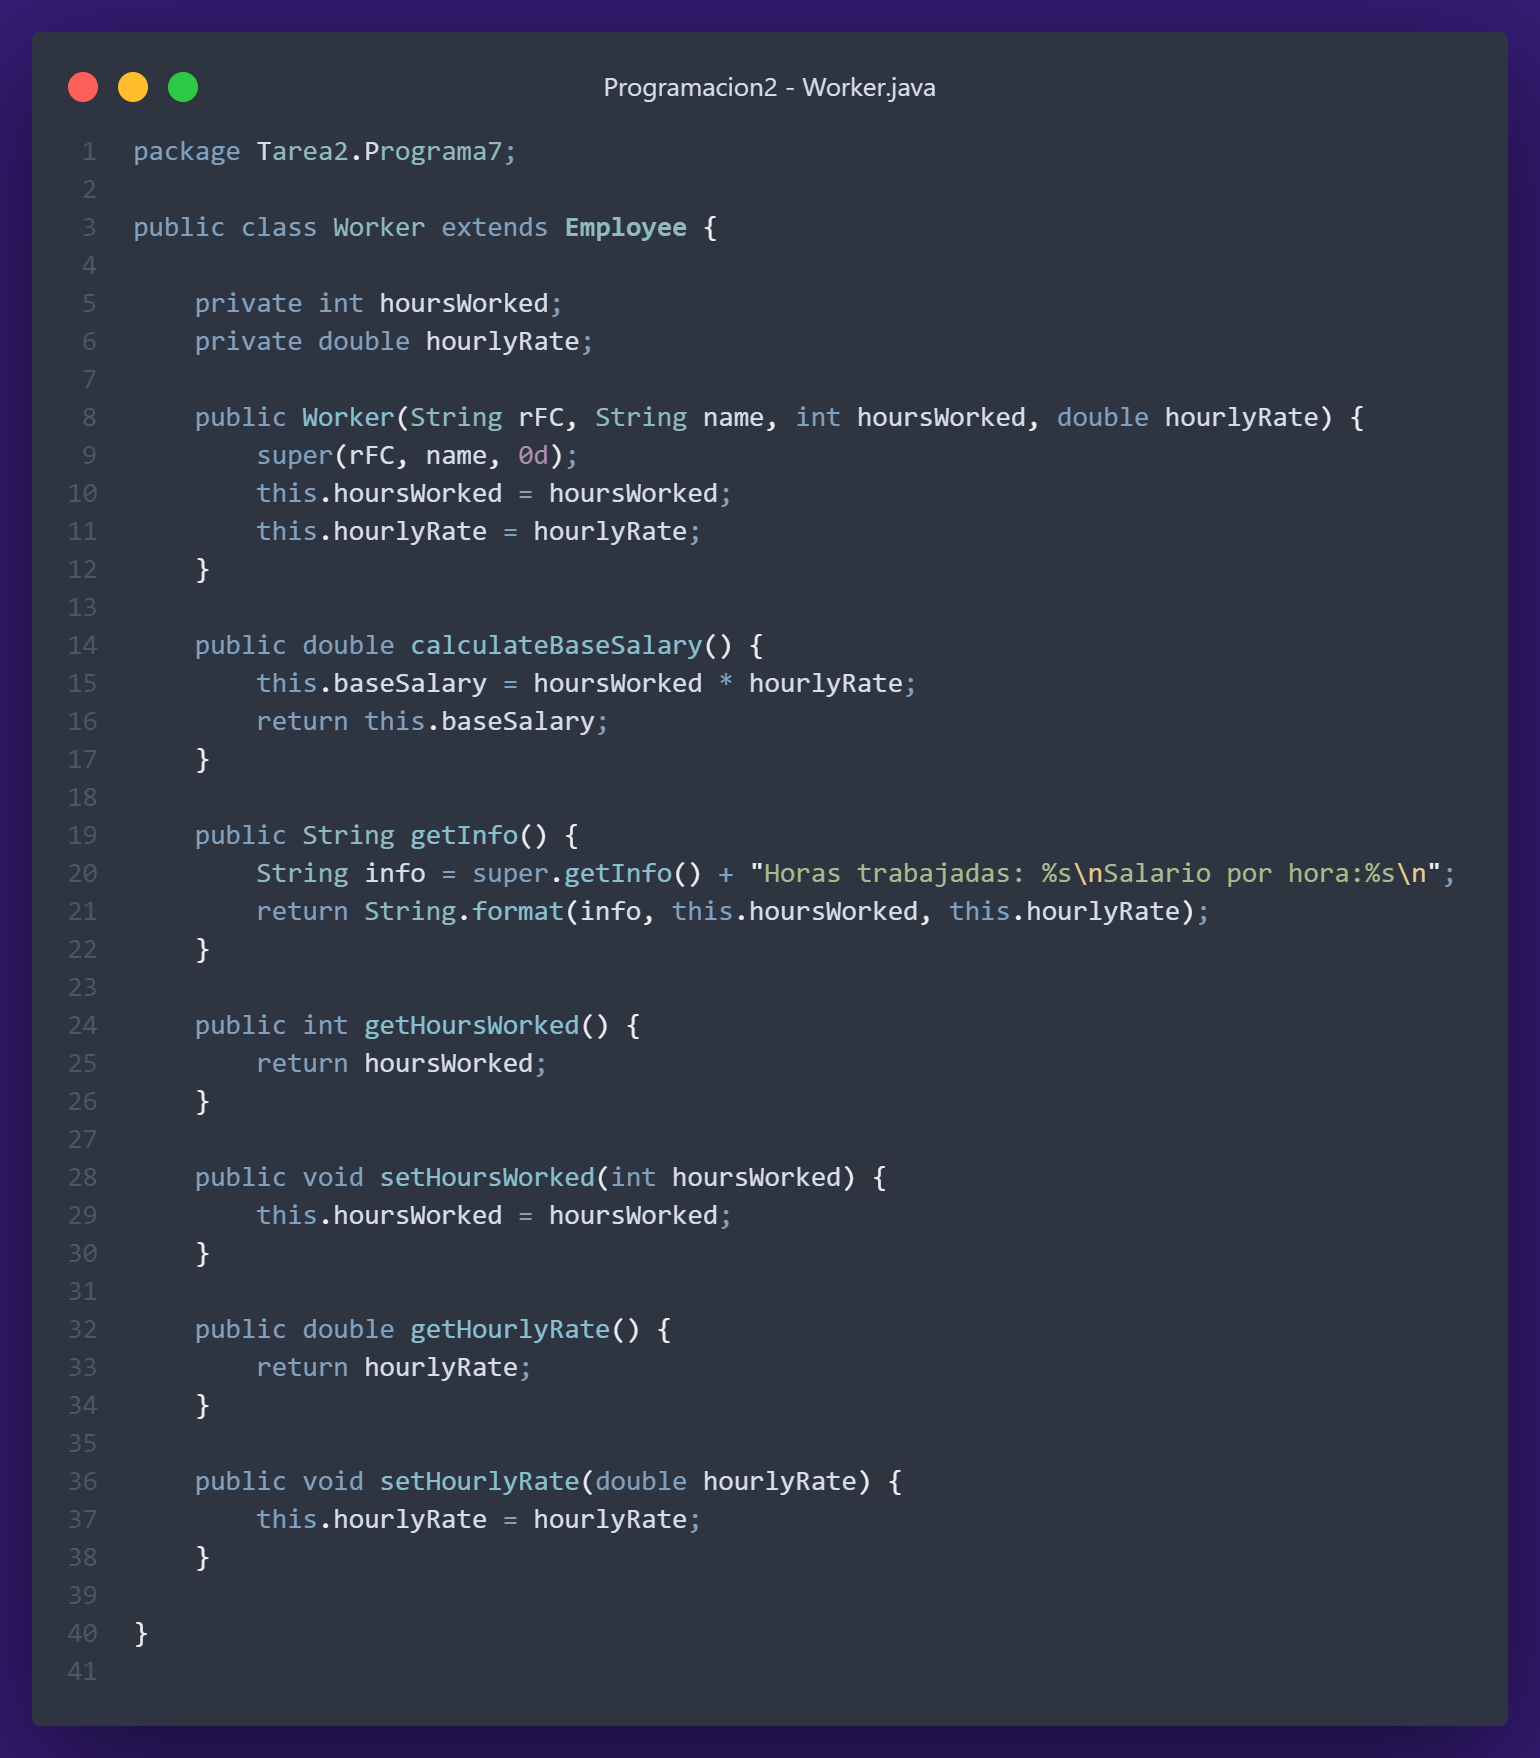 Programacion2 - Worker.java
1 package Tarea2.Programa7;
2
3 public class Worker extends Employee {
4
5     private int hoursWorked;
6     private double hourlyRate;
7
8     public Worker(String rFC, String name, int hoursWorked, double hourlyRate) {
9         super(rFC, name, 0d);
10         this.hoursWorked = hoursWorked;
11         this.hourlyRate = hourlyRate;
12     }
13
14     public double calculateBaseSalary() {
15         this.baseSalary = hoursWorked * hourlyRate;
16         return this.baseSalary;
17     }
18
19     public String getInfo() {
20         String info = super.getInfo() + "Horas trabajadas: %s\nSalario por hora:%s\n";
21         return String.format(info, this.hoursWorked, this.hourlyRate);
22     }
23
24     public int getHoursWorked() {
25         return hoursWorked;
26     }
27
28     public void setHoursWorked(int hoursWorked) {
29         this.hoursWorked = hoursWorked;
30     }
31
32     public double getHourlyRate() {
33         return hourlyRate;
34     }
35
36     public void setHourlyRate(double hourlyRate) {
37         this.hourlyRate = hourlyRate;
38     }
39
40 }
41